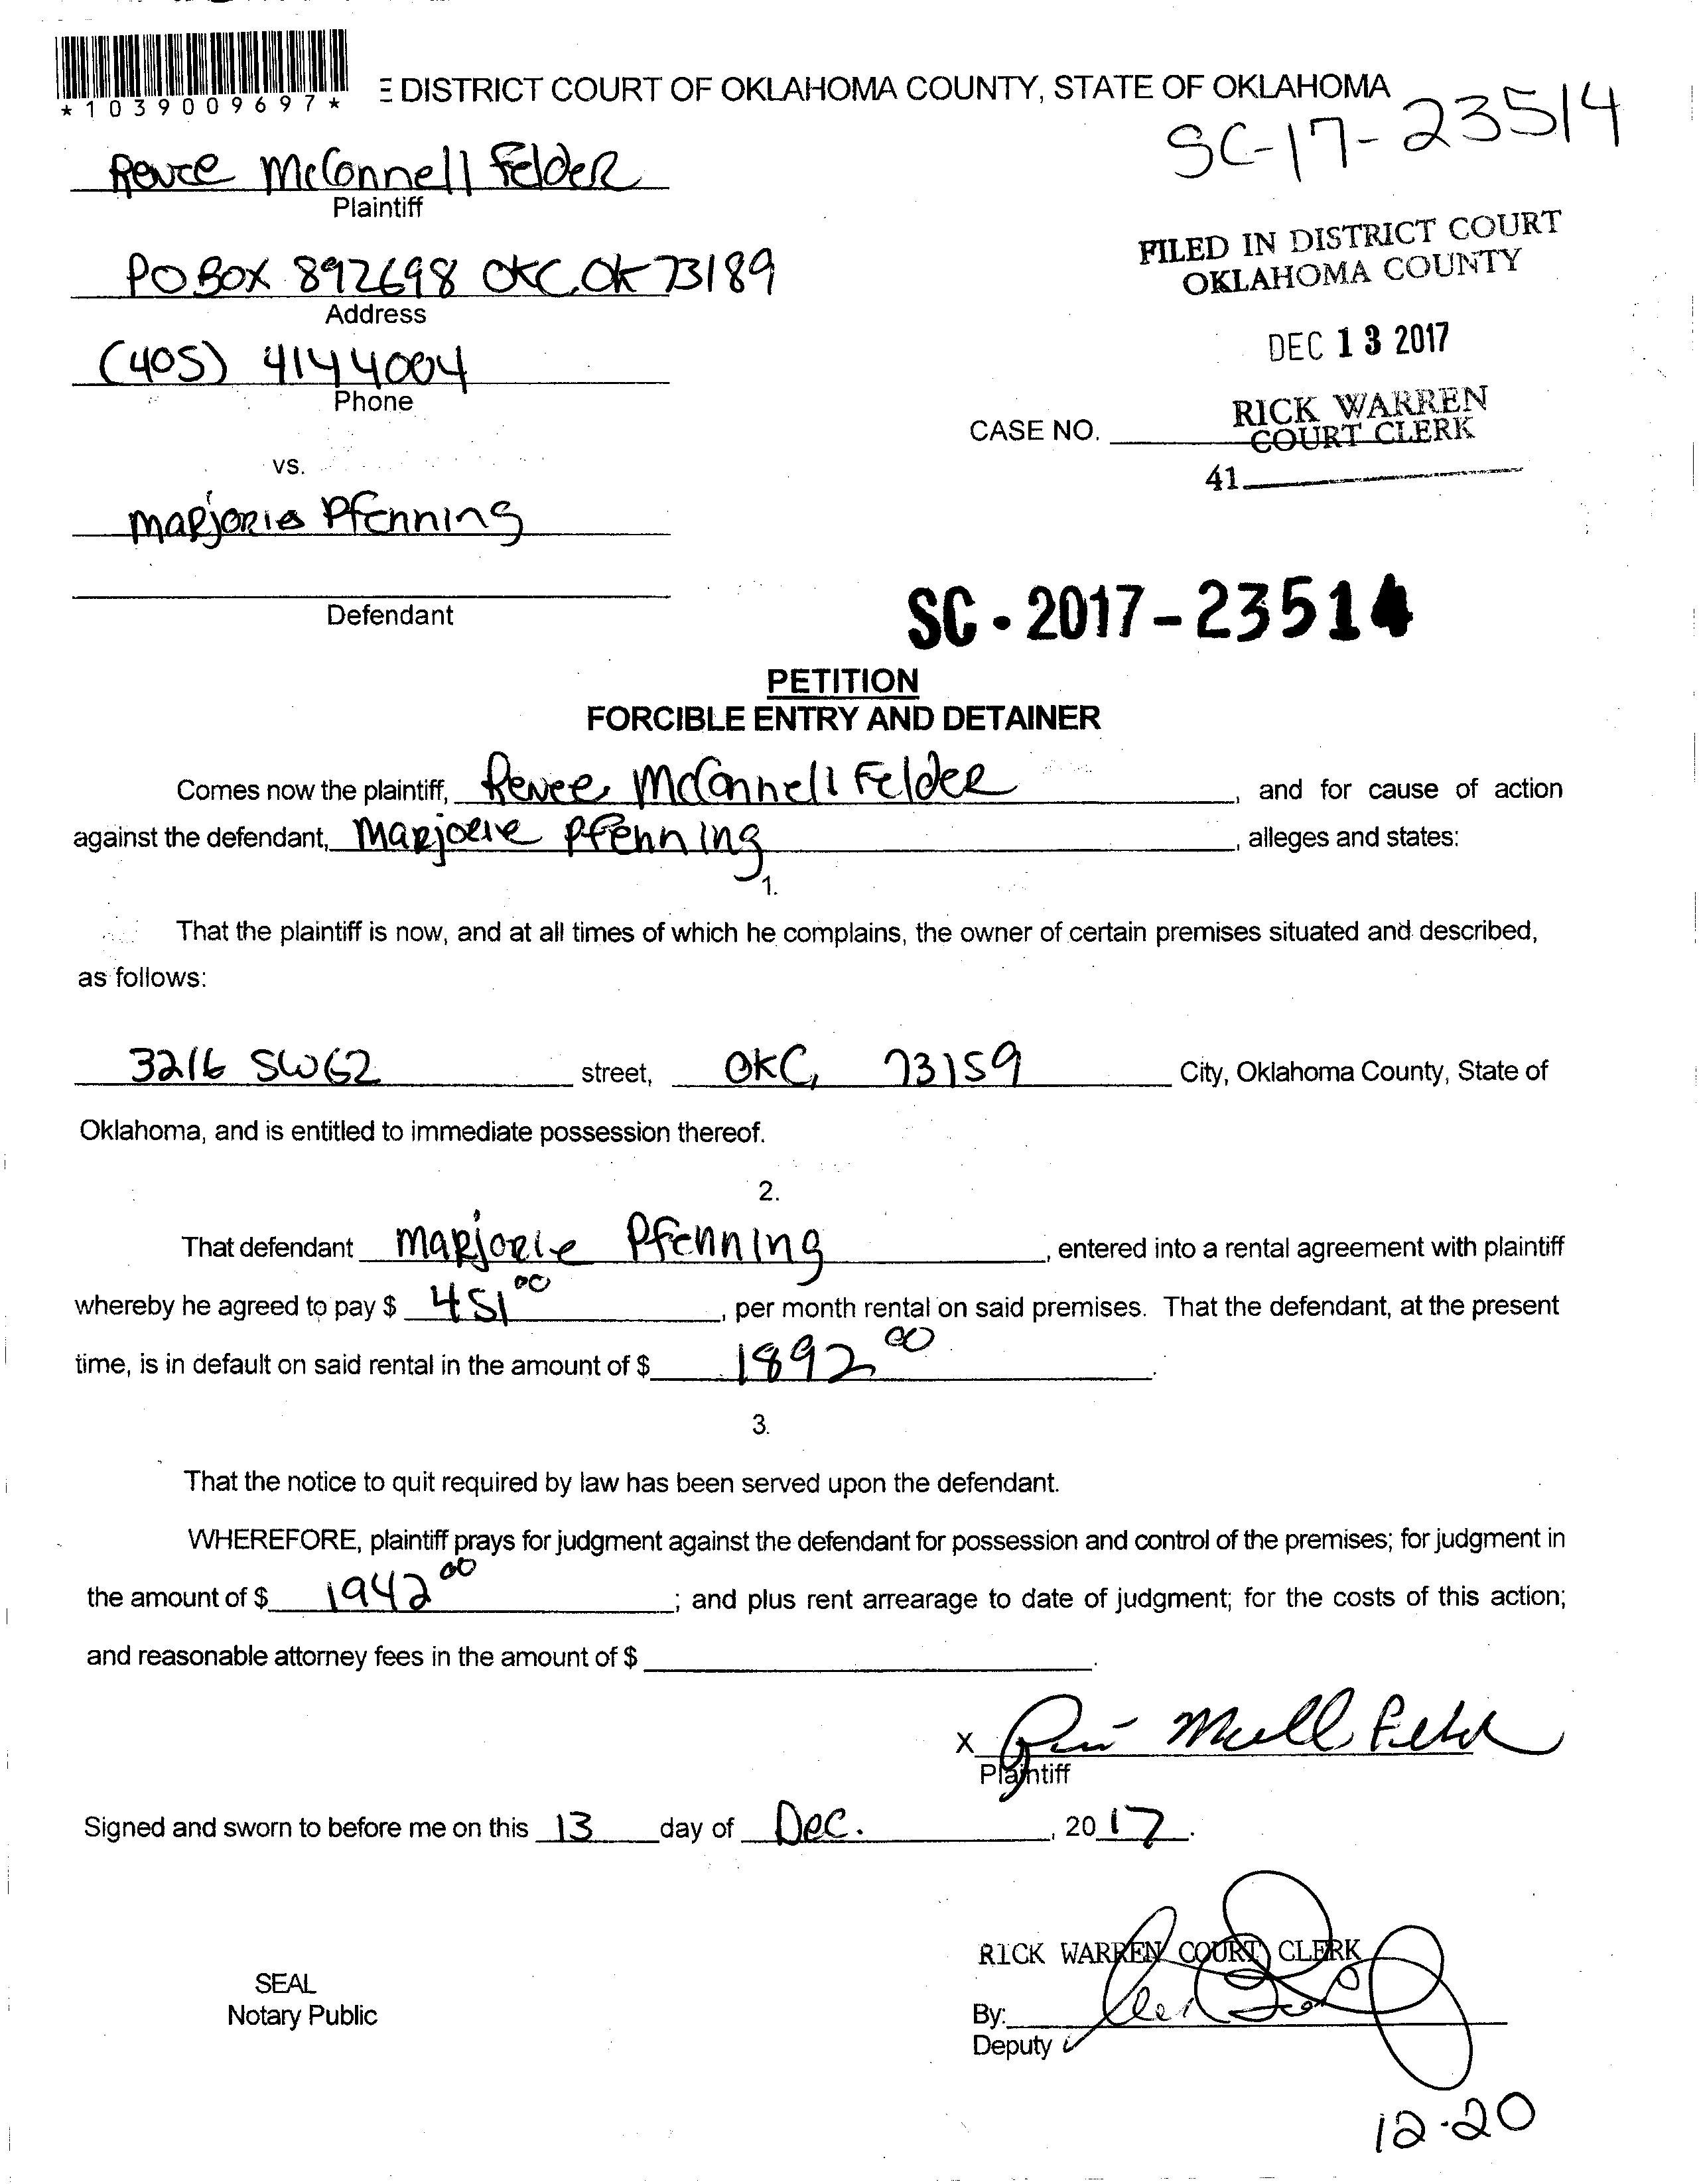 *1039009697*
DISTRICT COURT OF OKLAHOMA COUNTY, STATE OF OKLAHOMA
SC-17-23514
Renee McConnell Felder
Plaintiff
PO BOX 892698 OKC, OK 73189
Address
(405) 4144004
Phone
FILED IN DISTRICT COURT
OKLAHOMA COUNTY
DEC 13 2017
RICK WARREN
COURT CLERK
CASE NO.
41
vs.
Marjorie Pfenning
Defendant
SC-2017-23514
PETITION
FORCIBLE ENTRY AND DETAINER
Comes now the plaintiff, Renee McConnell Felder, and for cause of action
against the defendant, Marjorie Pfenning, alleges and states:
1.
That the plaintiff is now, and at all times of which he complains, the owner of certain premises situated and described,
as follows:
3216 SW62 street, OKC, 73159 City, Oklahoma County, State of
Oklahoma, and is entitled to immediate possession thereof.
2.
That defendant Marjorie Pfenning, entered into a rental agreement with plaintiff
whereby he agreed to pay $ 451 00, per month rental on said premises. That the defendant, at the present
time, is in default on said rental in the amount of $ 1892 00.
3.
That the notice to quit required by law has been served upon the defendant.
WHEREFORE, plaintiff prays for judgment against the defendant for possession and control of the premises; for judgment in
the amount of $ 1942 00; and plus rent arrearage to date of judgment; for the costs of this action;
and reasonable attorney fees in the amount of $
X
Plaintiff
Signed and sworn to before me on this 13 day of Dec., 2017.
RICK WARREN COURT CLERK
SEAL
Notary Public
By:
Deputy
12-20